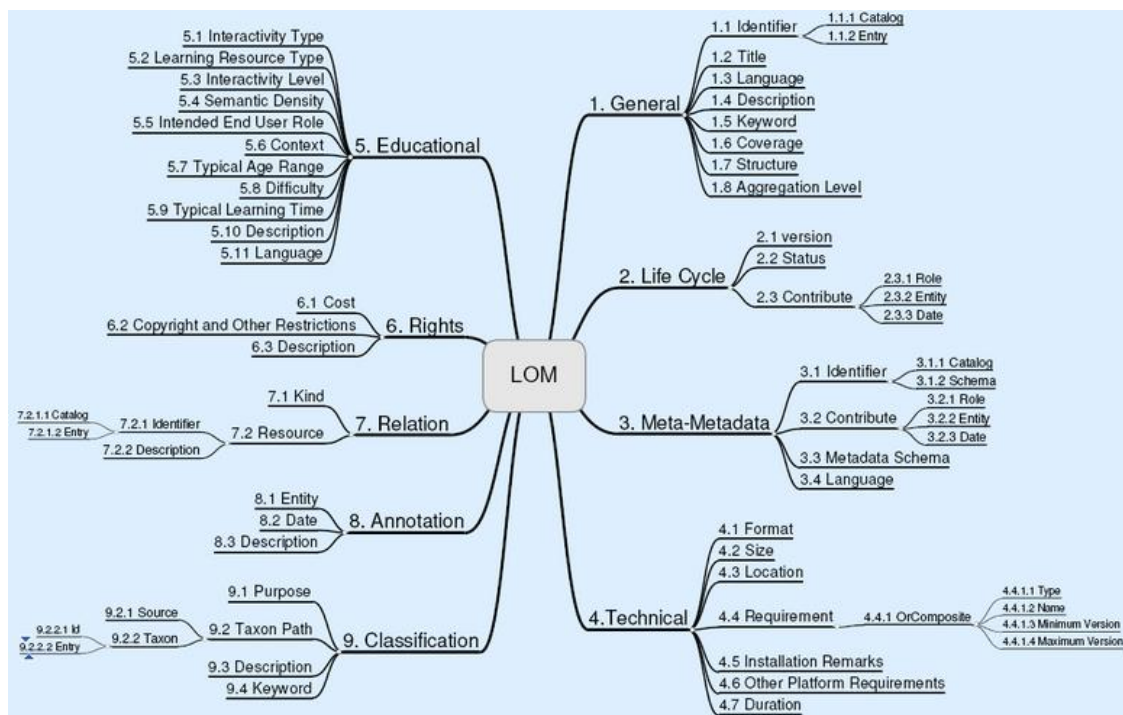 LOM
1. General
1.1 Identifier
1.1.1 Catalog
1.1.2 Entry
1.2 Title
1.3 Language
1.4 Description
1.5 Keyword
1.6 Coverage
1.7 Structure
1.8 Aggregation Level
2. Life Cycle
2.1 version
2.2 Status
2.3 Contribute
2.3.1 Role
2.3.2 Entity
2.3.3 Date
3. Meta-Metadata
3.1 Identifier
3.1.1 Catalog
3.1.2 Schema
3.2 Contribute
3.2.1 Role
3.2.2 Entity
3.2.3 Date
3.3 Metadata Schema
3.4 Language
4.Technical
4.1 Format
4.2 Size
4.3 Location
4.4 Requirement
4.4.1 OrComposite
4.4.1.1 Type
4.4.1.2 Name
4.4.1.3 Minimum Version
4.4.1.4 Maximum Version
4.5 Installation Remarks
4.6 Other Platform Requirements
4.7 Duration
5. Educational
5.1 Interactivity Type
5.2 Learning Resource Type
5.3 Interactivity Level
5.4 Semantic Density
5.5 Intended End User Role
5.6 Context
5.7 Typical Age Range
5.8 Difficulty
5.9 Typical Learning Time
5.10 Description
5.11 Language
6. Rights
6.1 Cost
6.2 Copyright and Other Restrictions
6.3 Description
7. Relation
7.1 Kind
7.2 Resource
7.2.1 Identifier
7.2.1.1 Catalog
7.2.1.2 Entry
7.2.2 Description
8. Annotation
8.1 Entity
8.2 Date
8.3 Description
9. Classification
9.1 Purpose
9.2 Taxon Path
9.2.1 Source
9.2.2 Taxon
9.2.2.1 Id
9.2.2.2 Entry
9.3 Description
9.4 Keyword